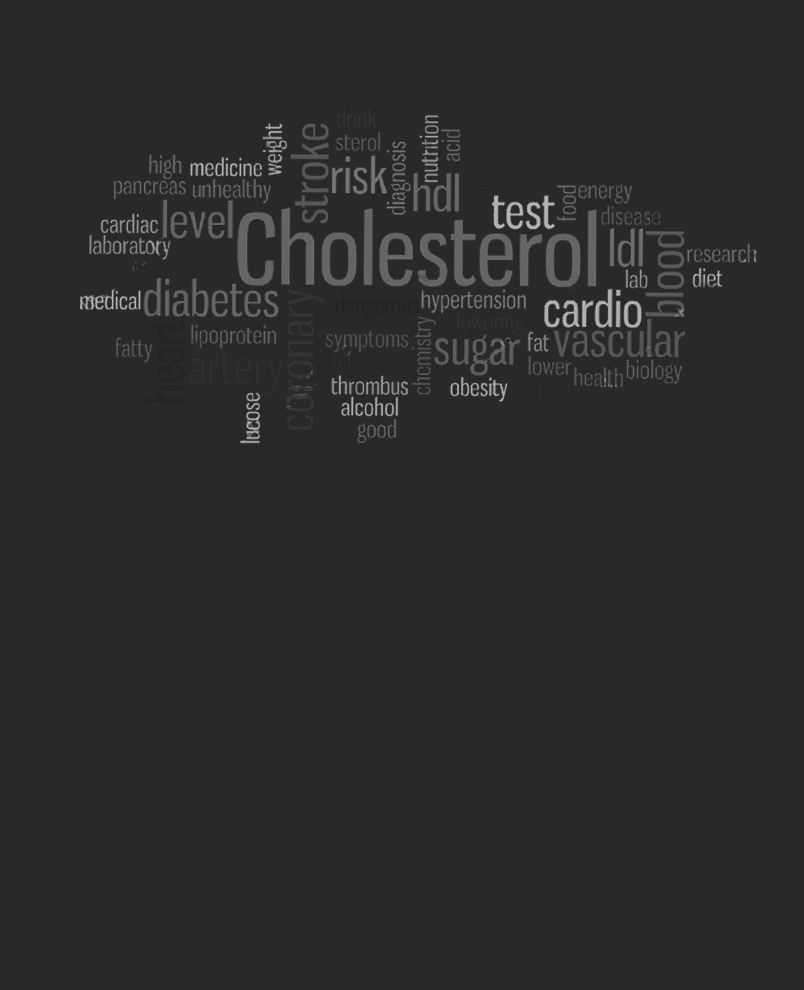 drink
weight
stroke
sterol
nutrition
acid
diagnosis
high
medicine
risk
pancreas
unhealthy
hdl
food
energy
test
disease
cardiac
level
laboratory
Cholesterol
ldl
blood
research
lab
diet
medical
diabetes
coronary
dangerous
hypertension
cardio
heart
lipoprotein
symptoms
chemistry
lowering
sugar
fat
vascular
fatty
artery
lower
health
biology
thrombus
obesity
alcohol
lucose
good